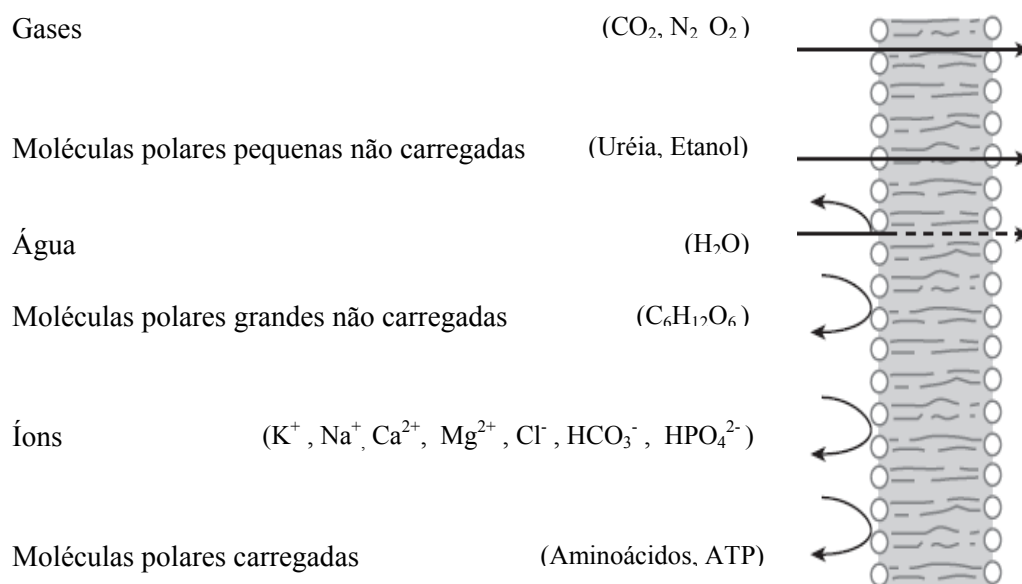 Gases (CO₂, N₂ O₂)
Moléculas polares pequenas não carregadas (Uréia, Etanol)
Água (H₂O)
Moléculas polares grandes não carregadas (C₆H₁₂O₆)
Íons (K⁺ , Na⁺, Ca²⁺, Mg²⁺ , Cl⁻ , HCO₃⁻ , HPO₄²⁻ )
Moléculas polares carregadas (Aminoácidos, ATP)